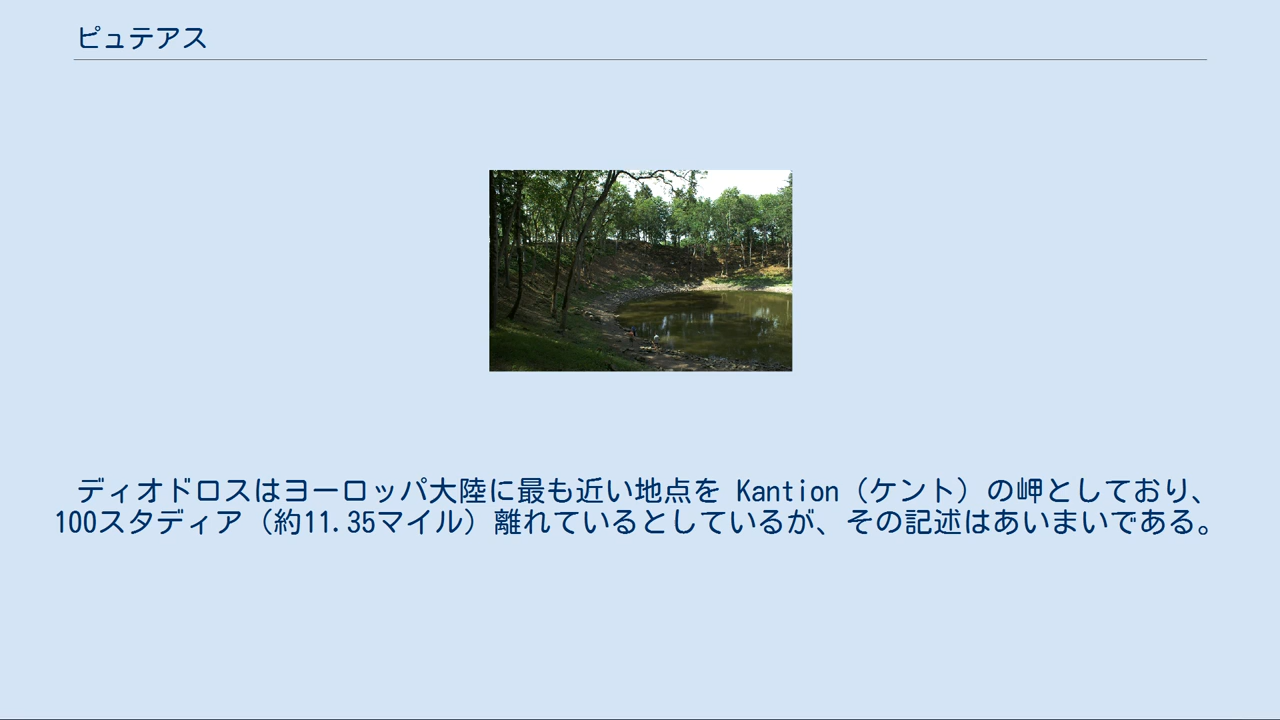 ピュテアス
ディオドロスはヨーロッパ大陸に最も近い地点を Kantion（ケント）の岬としており、
100スタディア（約11.35マイル）離れているとしているが、その記述はあいまいである。